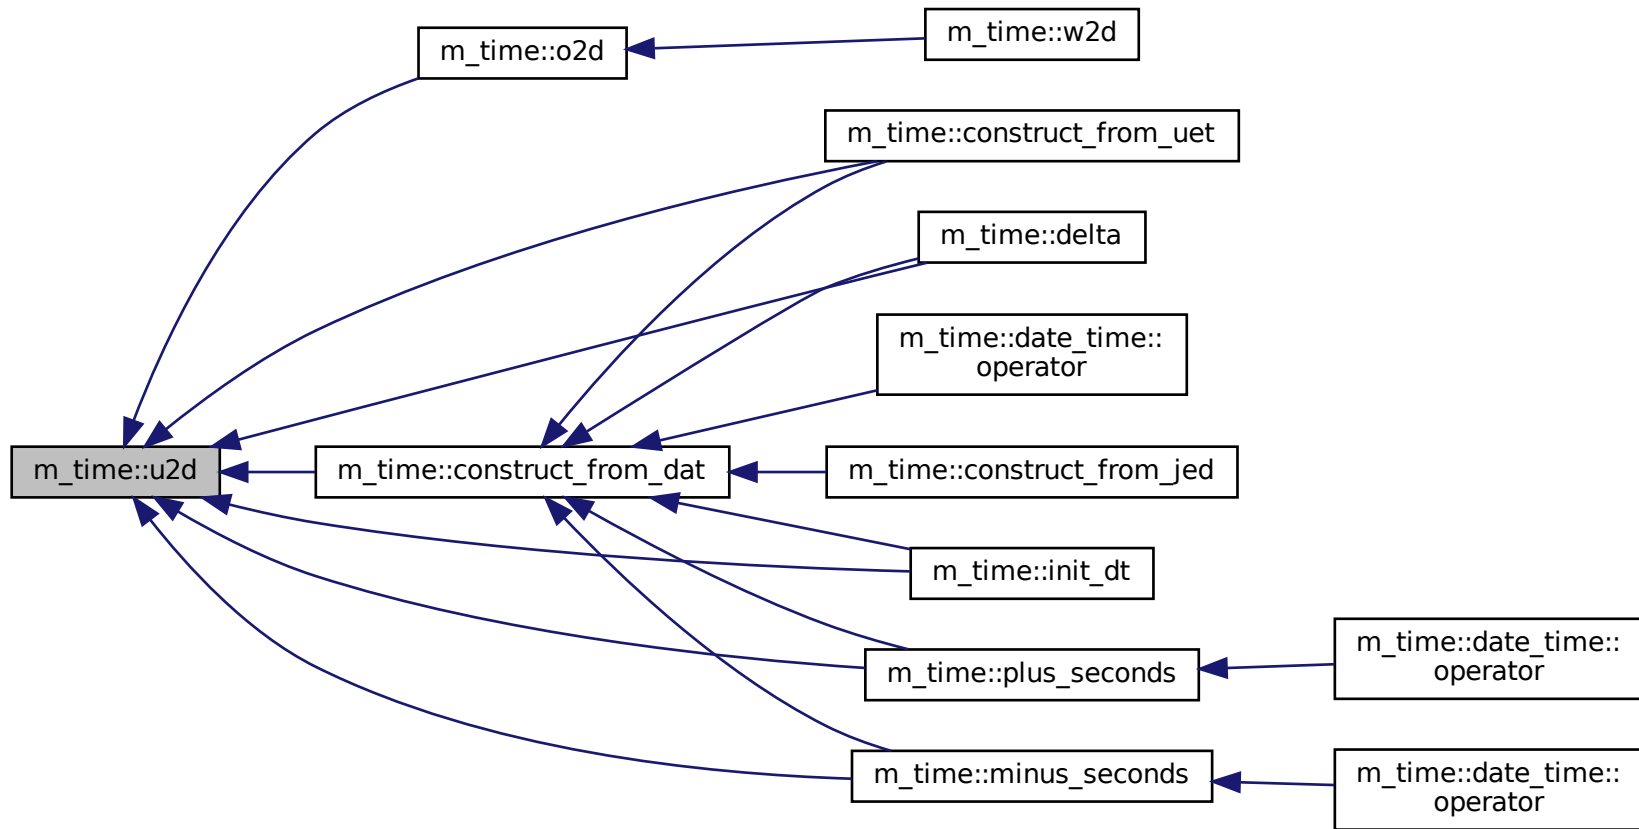 m_time::o2d
m_time::w2d
m_time::construct_from_uet
m_time::delta
m_time::date_time::
operator
m_time::u2d
m_time::construct_from_dat
m_time::construct_from_jed
m_time::init_dt
m_time::plus_seconds
m_time::date_time::
operator
m_time::minus_seconds
m_time::date_time::
operator